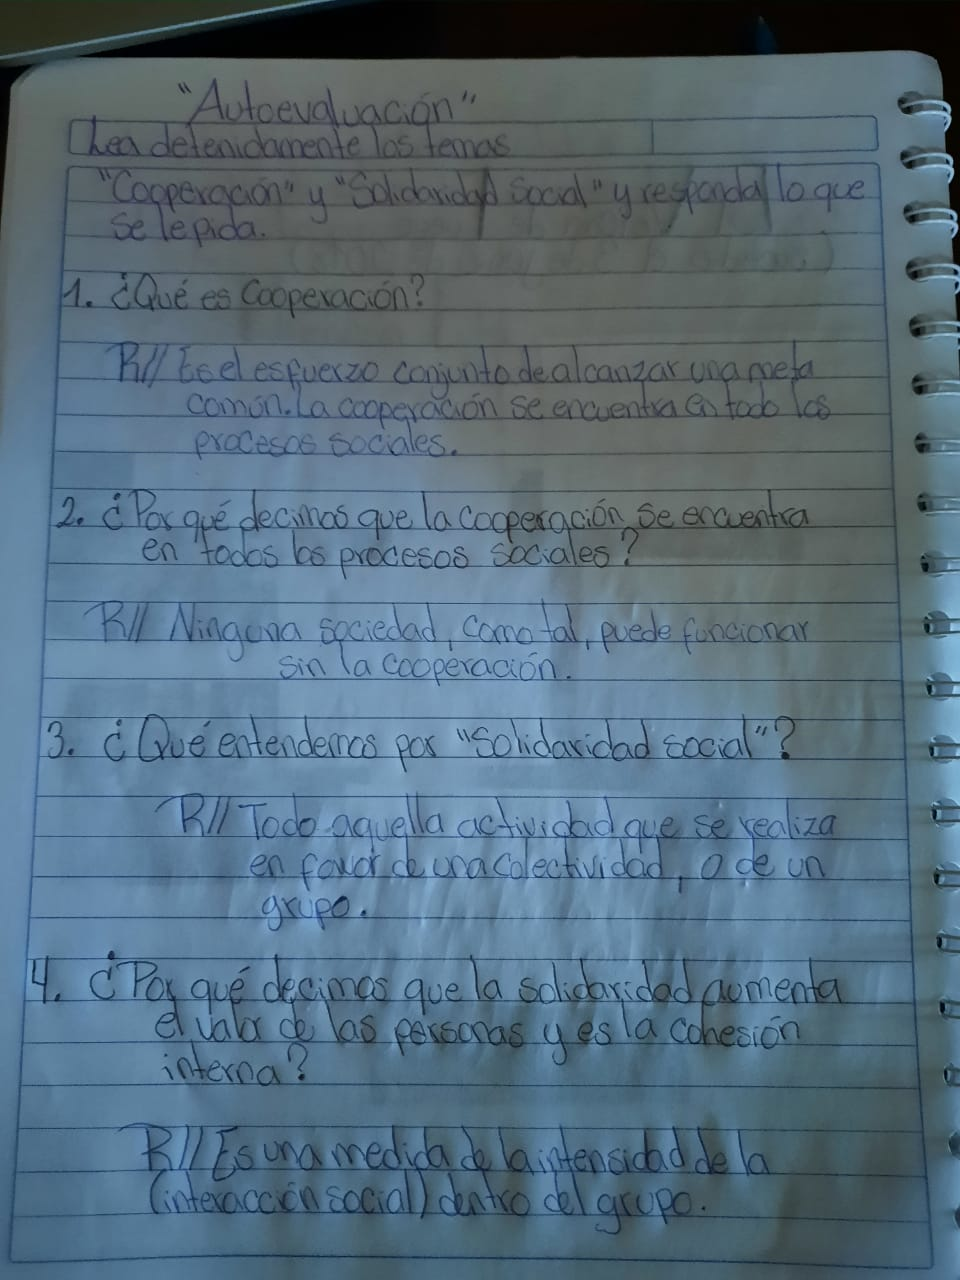 "Autoevaluación"
Lea detenidamente los temas
"Cooperación" y "Solidaridad Social" y responda lo que
se le pida.
1. ¿Qué es Cooperación?
R// Es el esfuerzo conjunto de alcanzar una meta
común. La cooperación se encuentra en todo los
procesos sociales.
2. ¿Por qué decimos que la cooperación se encuentra
en todos los procesos sociales?
R// Ninguna sociedad, como tal, puede funcionar
sin la cooperación.
3. ¿Qué entendemos por "solidaridad social"?
R// Todo aquella actividad que se realiza
en favor de una colectividad, o de un
grupo.
4. ¿Por qué decimos que la solidaridad aumenta
el valor de las personas y es la cohesión
interna?
R// Es una medida de la intensidad de la
(interacción social) dentro del grupo.